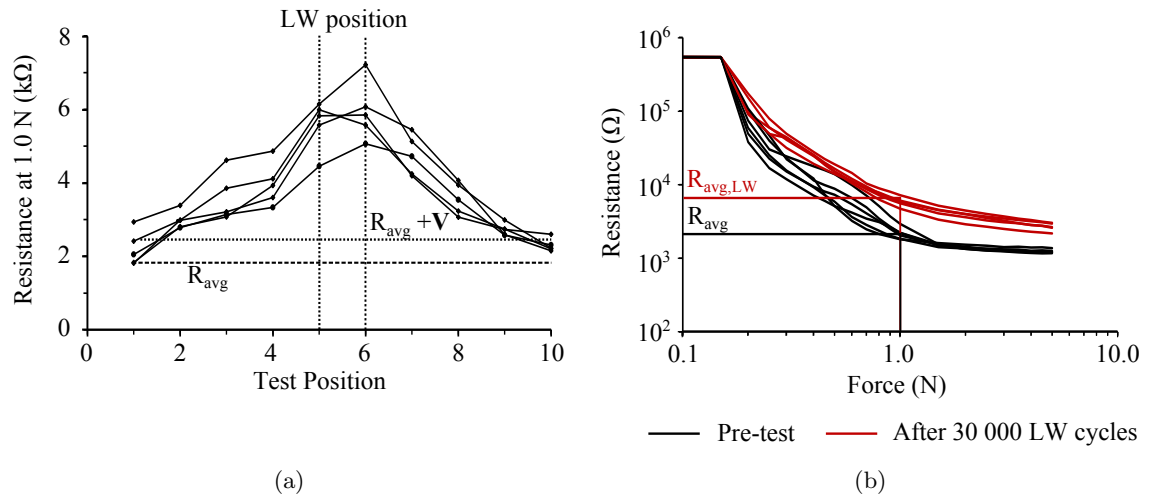 LW position
Resistance at 1.0 N (kΩ)
8
6
4
2
0
R_avg +V
R_avg
0 2 4 6 8 10
Test Position
(a)
Resistance (Ω)
10^6
10^5
10^4
10^3
10^2
R_avg,LW
R_avg
0.1 1.0 10.0
Force (N)
Pre-test After 30 000 LW cycles
(b)